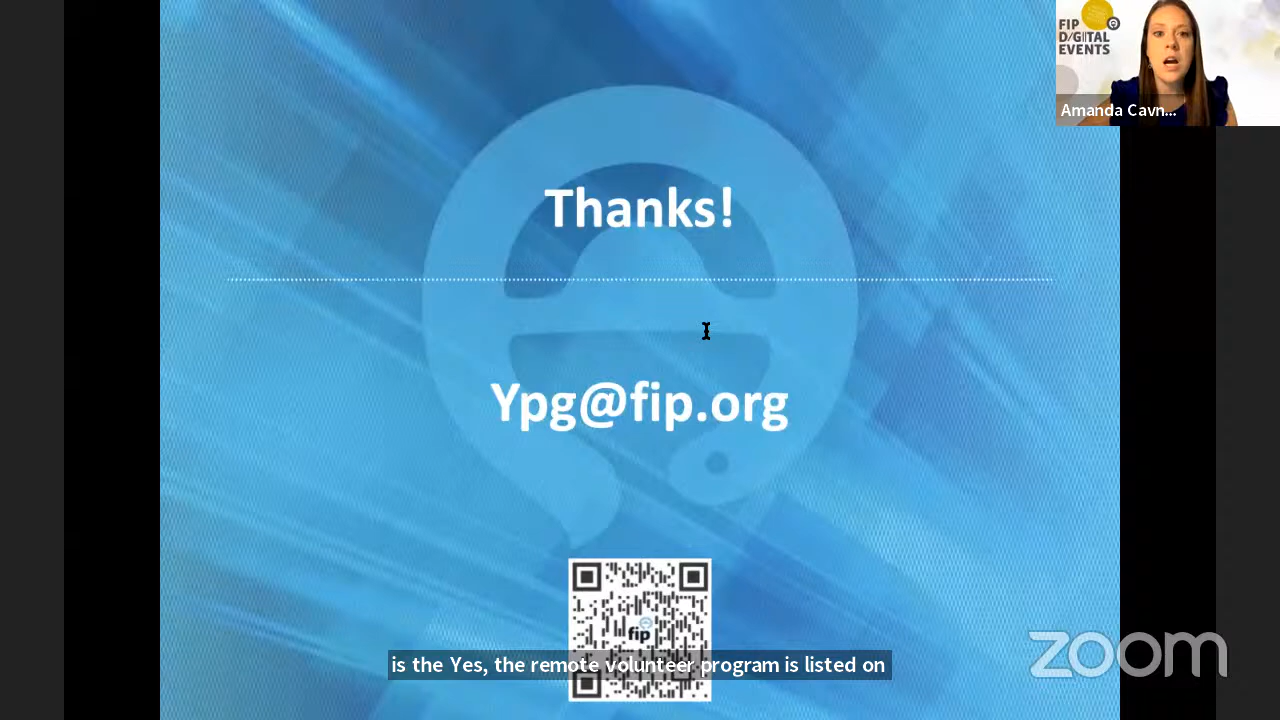 FIP
D/GITAL
EVENTS
Amanda Cavn...
Thanks!
Ypg@fip.org
fip
is the Yes, the remote volunteer program is listed on
zoom